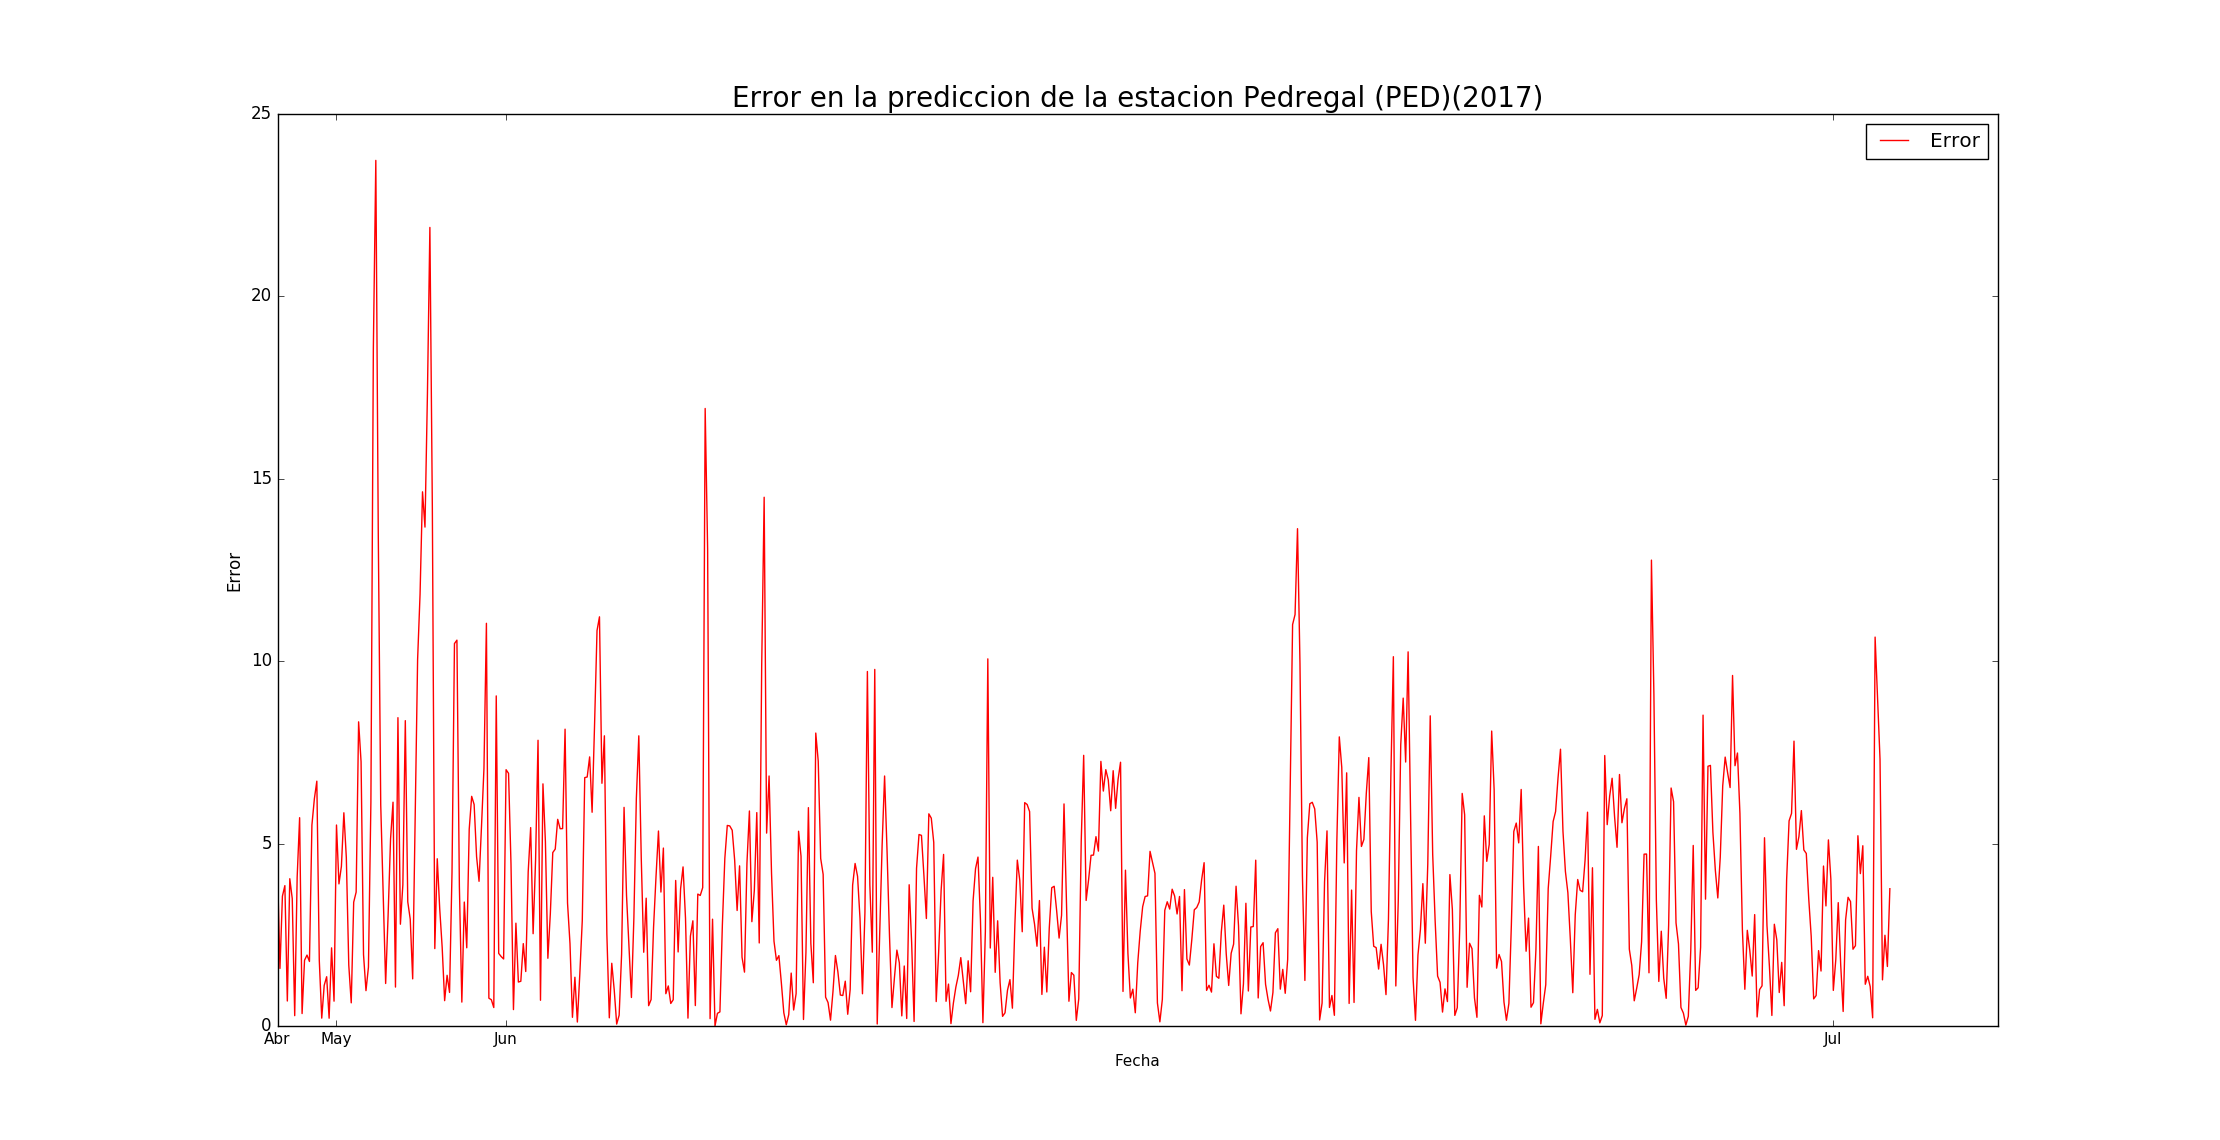 Error en la prediccion de la estacion Pedregal (PED)(2017)
Error
25
20
15
10
5
0
Error
Abr May Jun Jul
Fecha